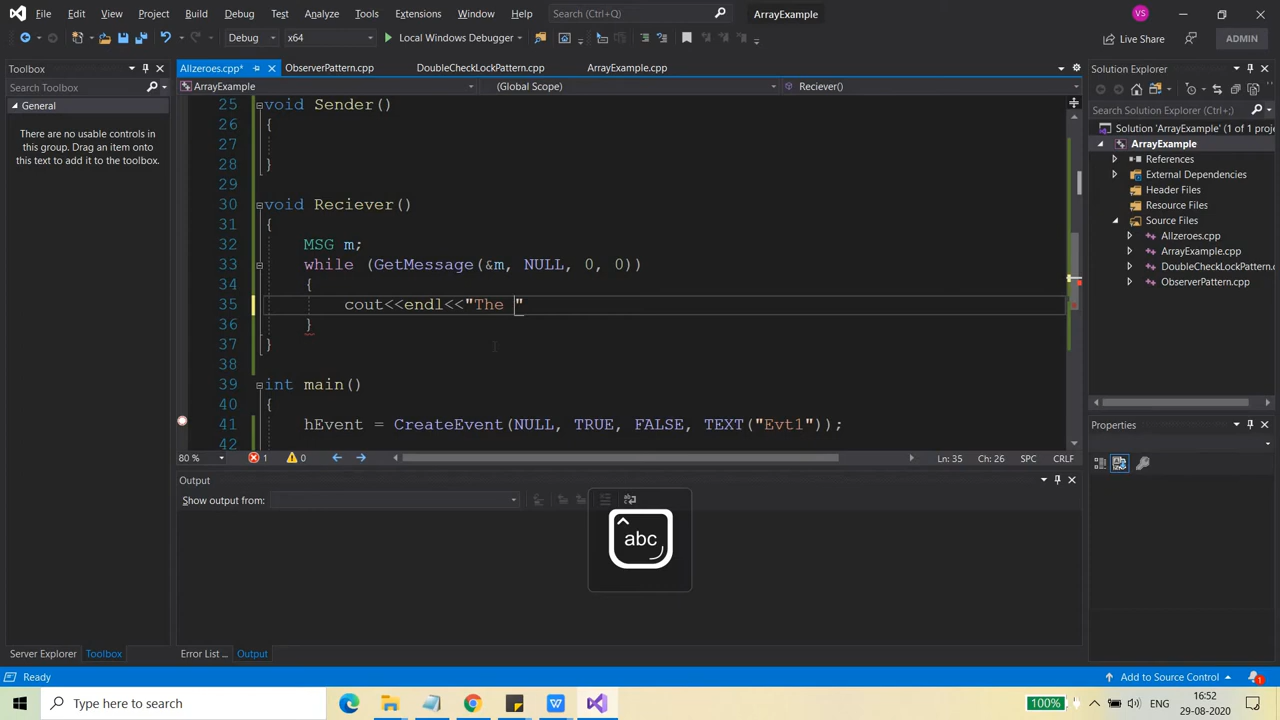 File Edit View Project Build Debug Test Analyze Tools Extensions Window Help Search (Ctrl+Q) ArrayExample VS
Debug x64 Local Windows Debugger Live Share ADMIN
Toolbox
Search Toolbox
General
There are no usable controls in
this group. Drag an item onto
this text to add it to the toolbox.
Allzeroes.cpp* ObserverPattern.cpp DoubleCheckLockPattern.cpp ArrayExample.cpp
ArrayExample (Global Scope) Reciever()
25 void Sender()
26 {
27
28 }
29
30 void Reciever()
31 {
32 MSG m;
33 while (GetMessage(&m, NULL, 0, 0))
34 {
35 cout<<endl<<"The "
36 }
37 }
38
39 int main()
40 {
41 hEvent = CreateEvent(NULL, TRUE, FALSE, TEXT("Evt1"));
42
80 % 1 0 Ln: 35 Ch: 26 SPC CRLF
Output
Show output from:
^ abc
Server Explorer Toolbox Error List ... Output
Solution Explorer
Search Solution Explorer (Ctrl+;)
Solution 'ArrayExample' (1 of 1 proje
ArrayExample
References
External Dependencies
Header Files
Resource Files
Source Files
Allzeroes.cpp
ArrayExample.cpp
DoubleCheckLockPattern.c
ObserverPattern.cpp
Properties
Ready Add to Source Control 1
Type here to search 100% ENG 16:52
29-08-2020 3